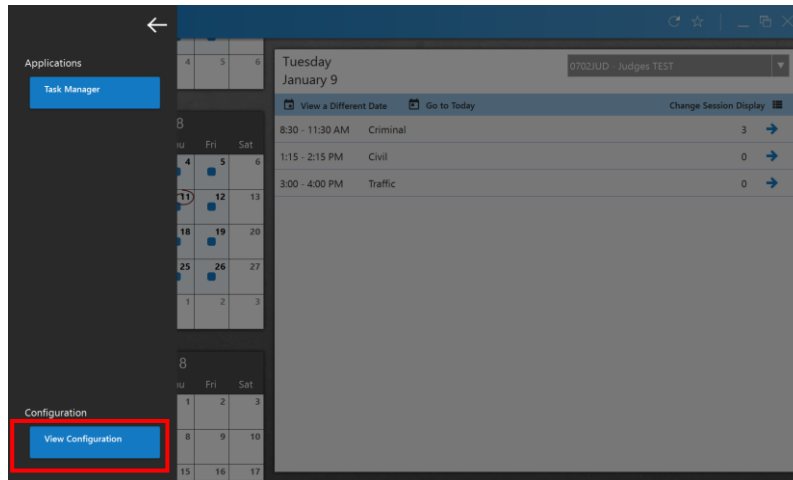 Applications
Task Manager
Configuration
View Configuration
4 5 6
8
Fri Sat
4 5 6
11 12 13
18 19 20
25 26 27
1 2 3
8
Fri Sat
1 2 3
8 9 10
15 16 17
Tuesday
January 9
0702JUD - Judges TEST
View a Different Date Go to Today Change Session Display
8:30 - 11:30 AM Criminal 3
1:15 - 2:15 PM Civil 0
3:00 - 4:00 PM Traffic 0